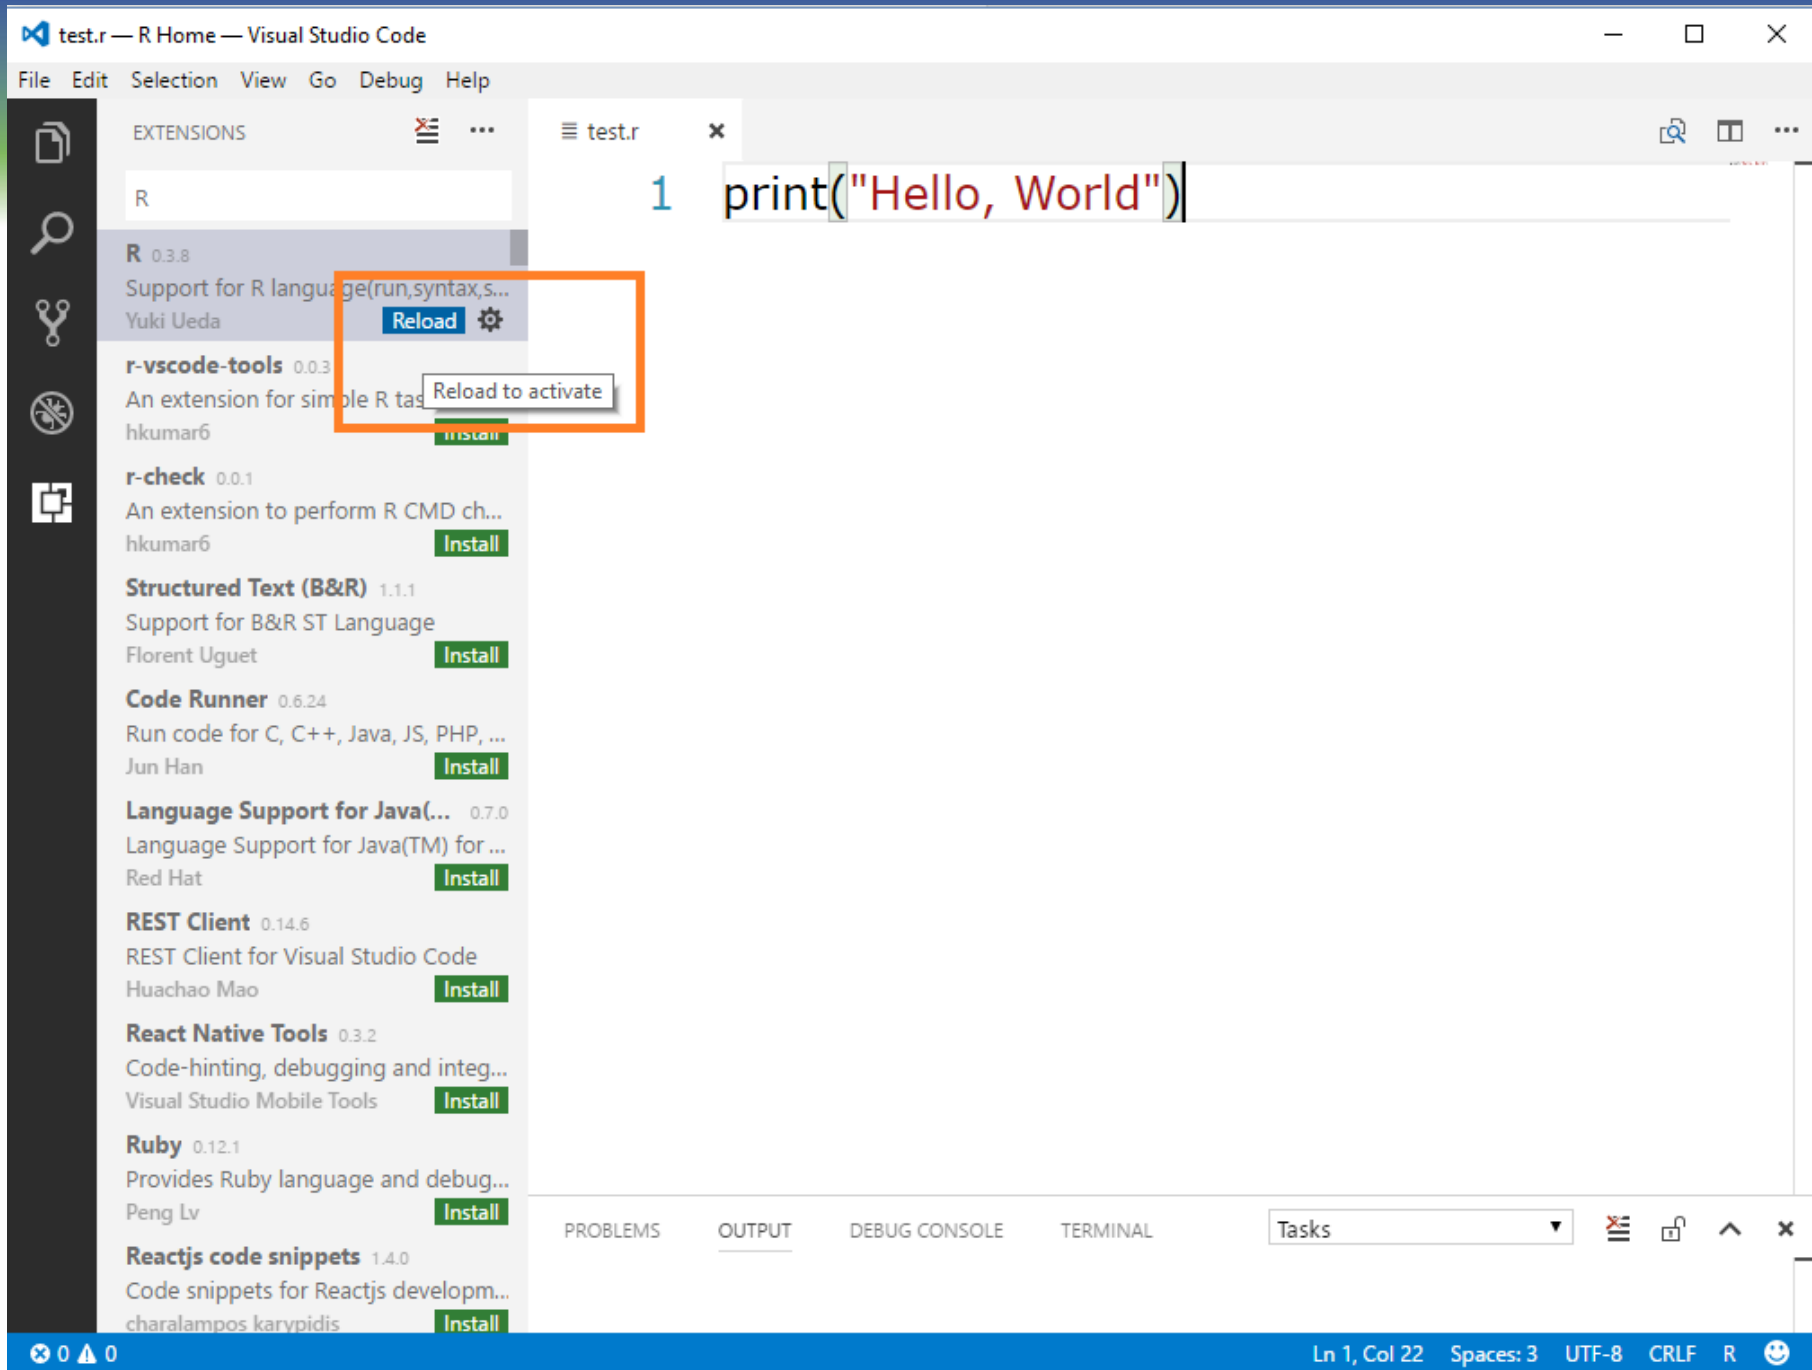 test.r — R Home — Visual Studio Code
File Edit Selection View Go Debug Help
EXTENSIONS
R
R 0.3.8
Support for R language(run,syntax,s...
Yuki Ueda Reload
Reload to activate
r-vscode-tools 0.0.3
An extension for simple R tas
hkumar6 Install
r-check 0.0.1
An extension to perform R CMD ch...
hkumar6 Install
Structured Text (B&R) 1.1.1
Support for B&R ST Language
Florent Uguet Install
Code Runner 0.6.24
Run code for C, C++, Java, JS, PHP, ...
Jun Han Install
Language Support for Java(... 0.7.0
Language Support for Java(TM) for ...
Red Hat Install
REST Client 0.14.6
REST Client for Visual Studio Code
Huachao Mao Install
React Native Tools 0.3.2
Code-hinting, debugging and integ...
Visual Studio Mobile Tools Install
Ruby 0.12.1
Provides Ruby language and debug...
Peng Lv Install
Reactjs code snippets 1.4.0
Code snippets for Reactjs developm...
charalampos karypidis Install
test.r
1 print("Hello, World")
PROBLEMS OUTPUT DEBUG CONSOLE TERMINAL Tasks
0 0 Ln 1, Col 22 Spaces: 3 UTF-8 CRLF R